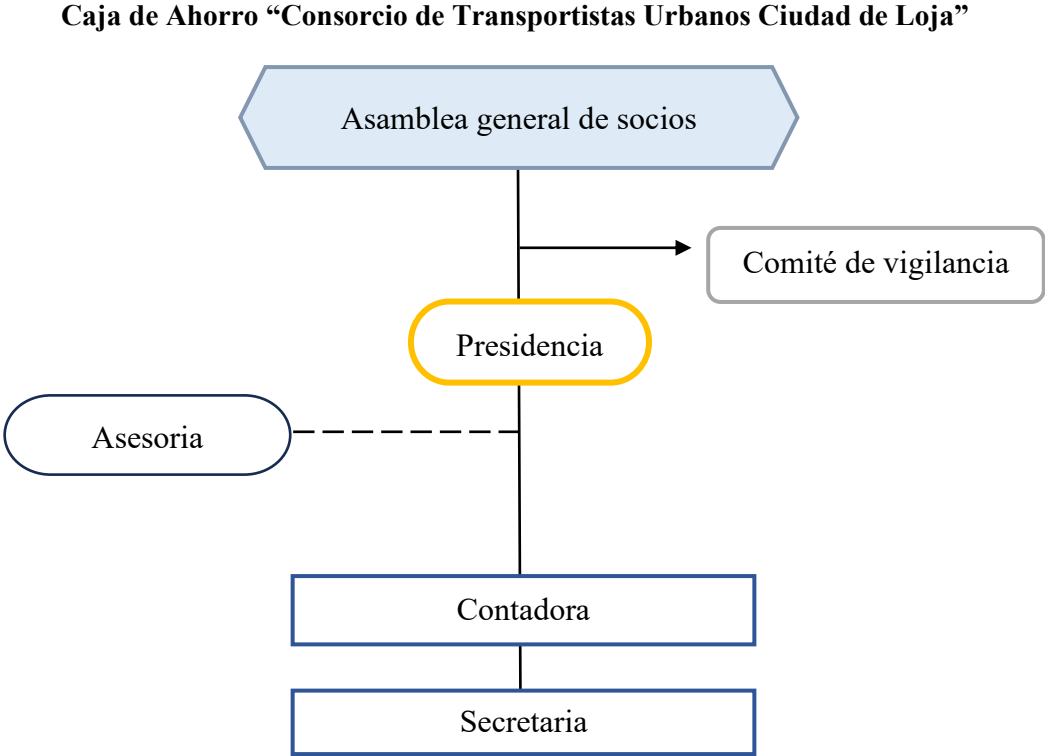 Caja de Ahorro “Consorcio de Transportistas Urbanos Ciudad de Loja”
Asamblea general de socios
Comité de vigilancia
Presidencia
Asesoria
Contadora
Secretaria